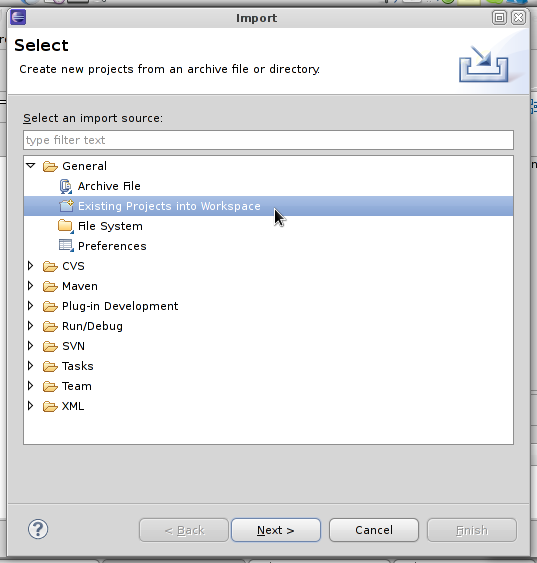 Import
Select
Create new projects from an archive file or directory.
Select an import source:
type filter text
General
Archive File
Existing Projects into Workspace
File System
Preferences
CVS
Maven
Plug-in Development
Run/Debug
SVN
Tasks
Team
XML
?
< Back
Next >
Cancel
Finish